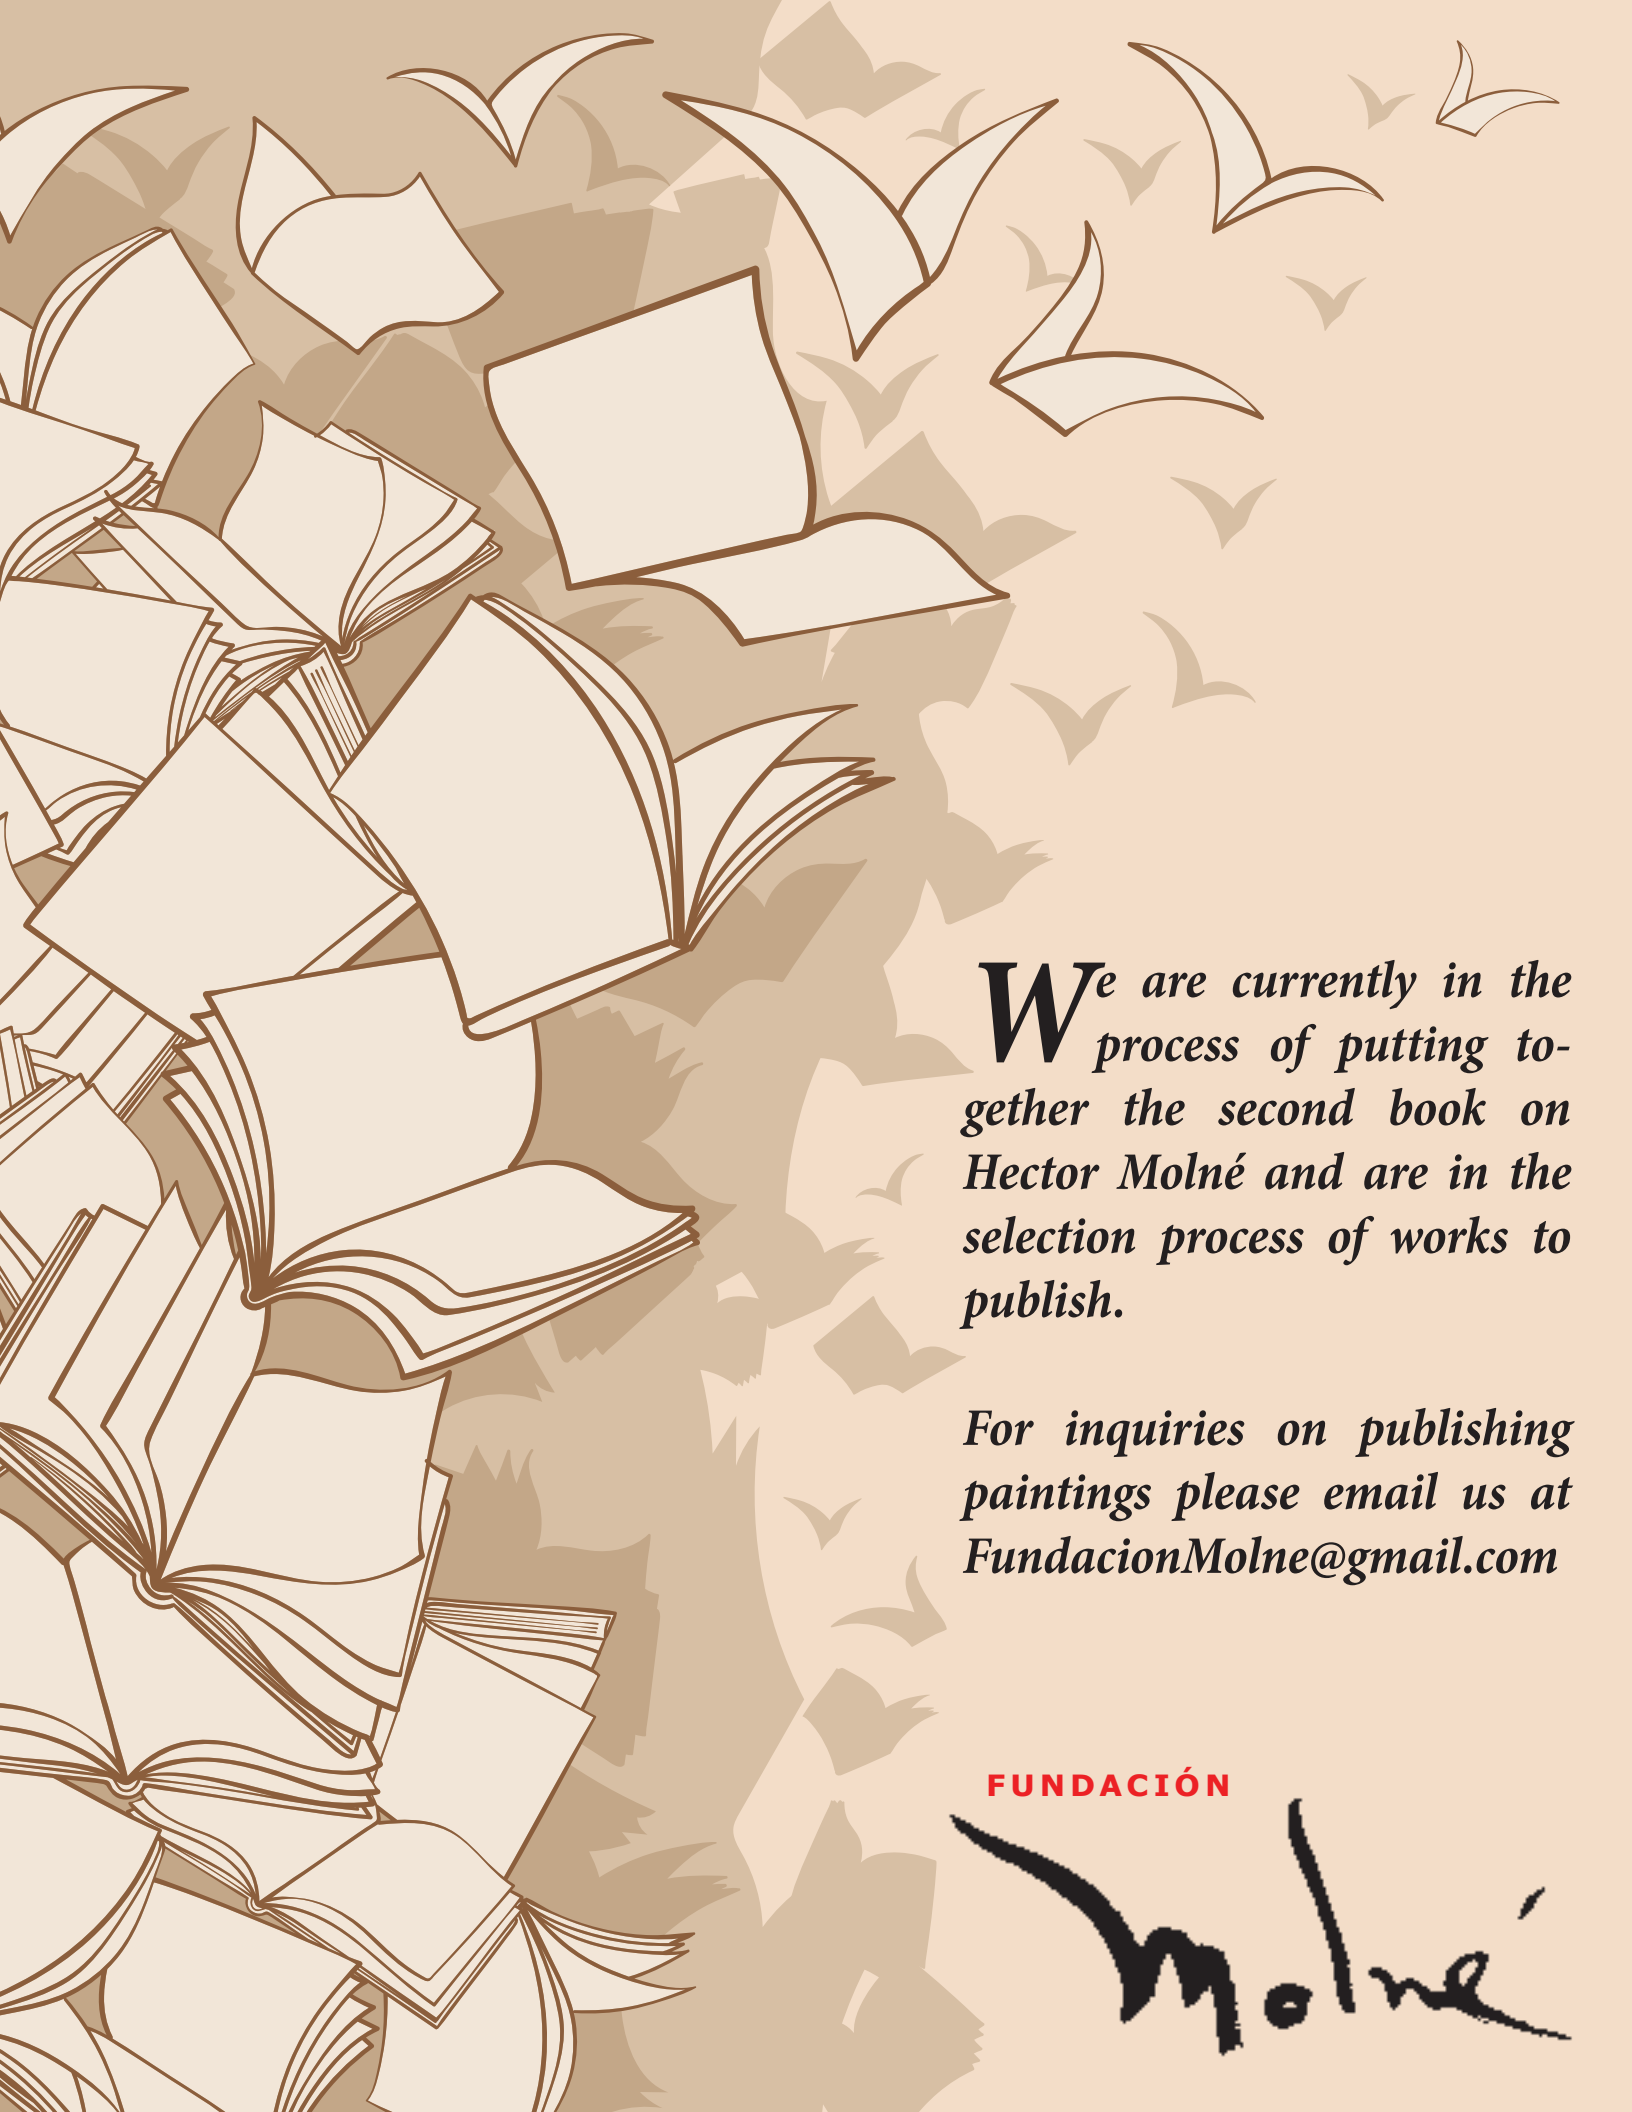 We are currently in the
process of putting to-
gether the second book on
Hector Molné and are in the
selection process of works to
publish.
For inquiries on publishing
paintings please email us at
FundacionMolne@gmail.com
FUNDACIÓN
Molné